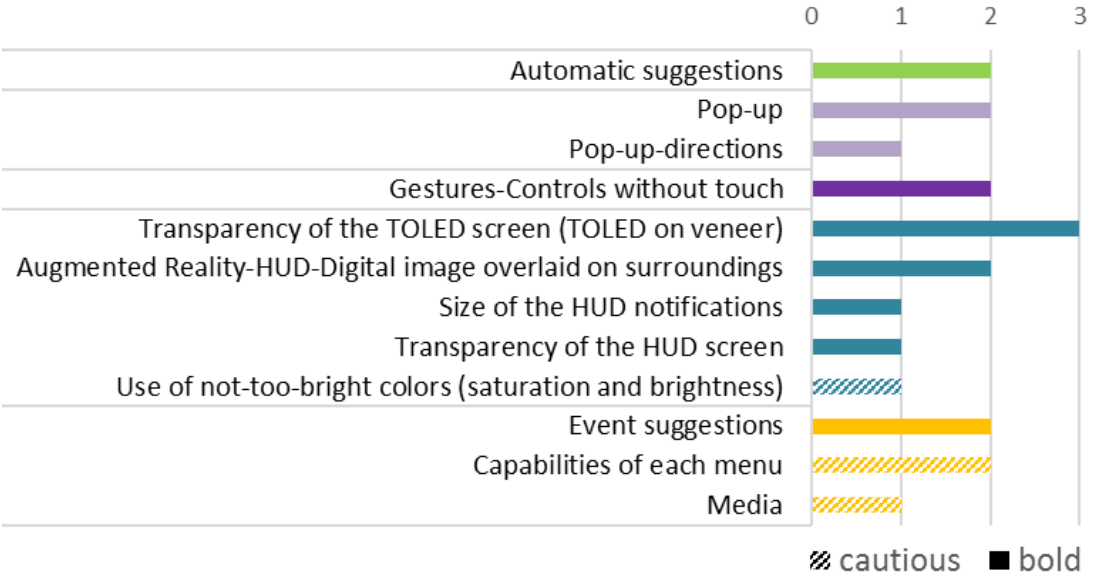 0 1 2 3
Automatic suggestions
Pop-up
Pop-up-directions
Gestures-Controls without touch
Transparency of the TOLED screen (TOLED on veneer)
Augmented Reality-HUD-Digital image overlaid on surroundings
Size of the HUD notifications
Transparency of the HUD screen
Use of not-too-bright colors (saturation and brightness)
Event suggestions
Capabilities of each menu
Media
cautious bold